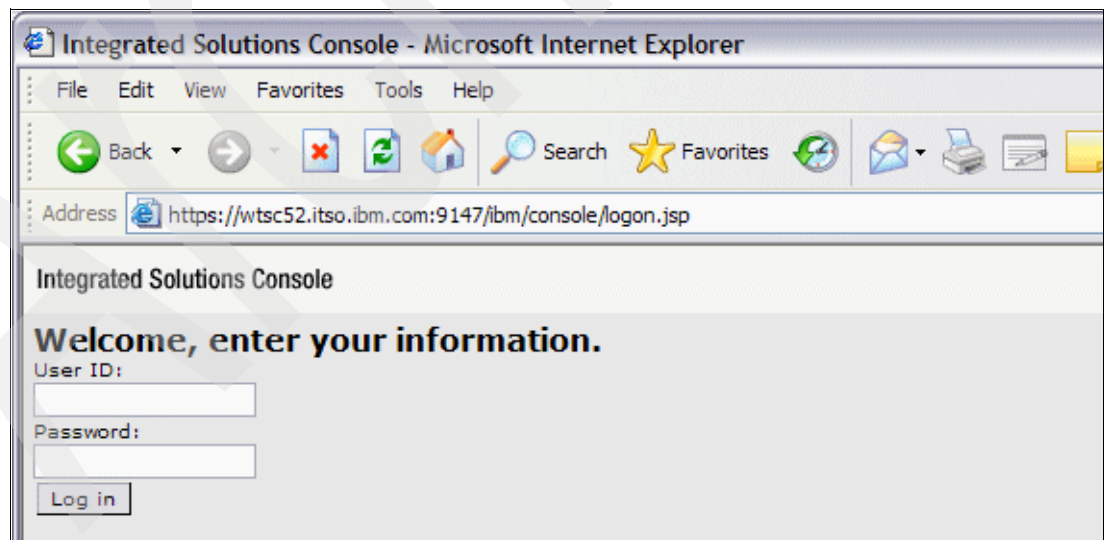 Integrated Solutions Console - Microsoft Internet Explorer
File Edit View Favorites Tools Help
Back Search Favorites
Address https://wtsc52.itso.ibm.com:9147/ibm/console/logon.jsp
Integrated Solutions Console
Welcome, enter your information.
User ID:
Password:
Log in